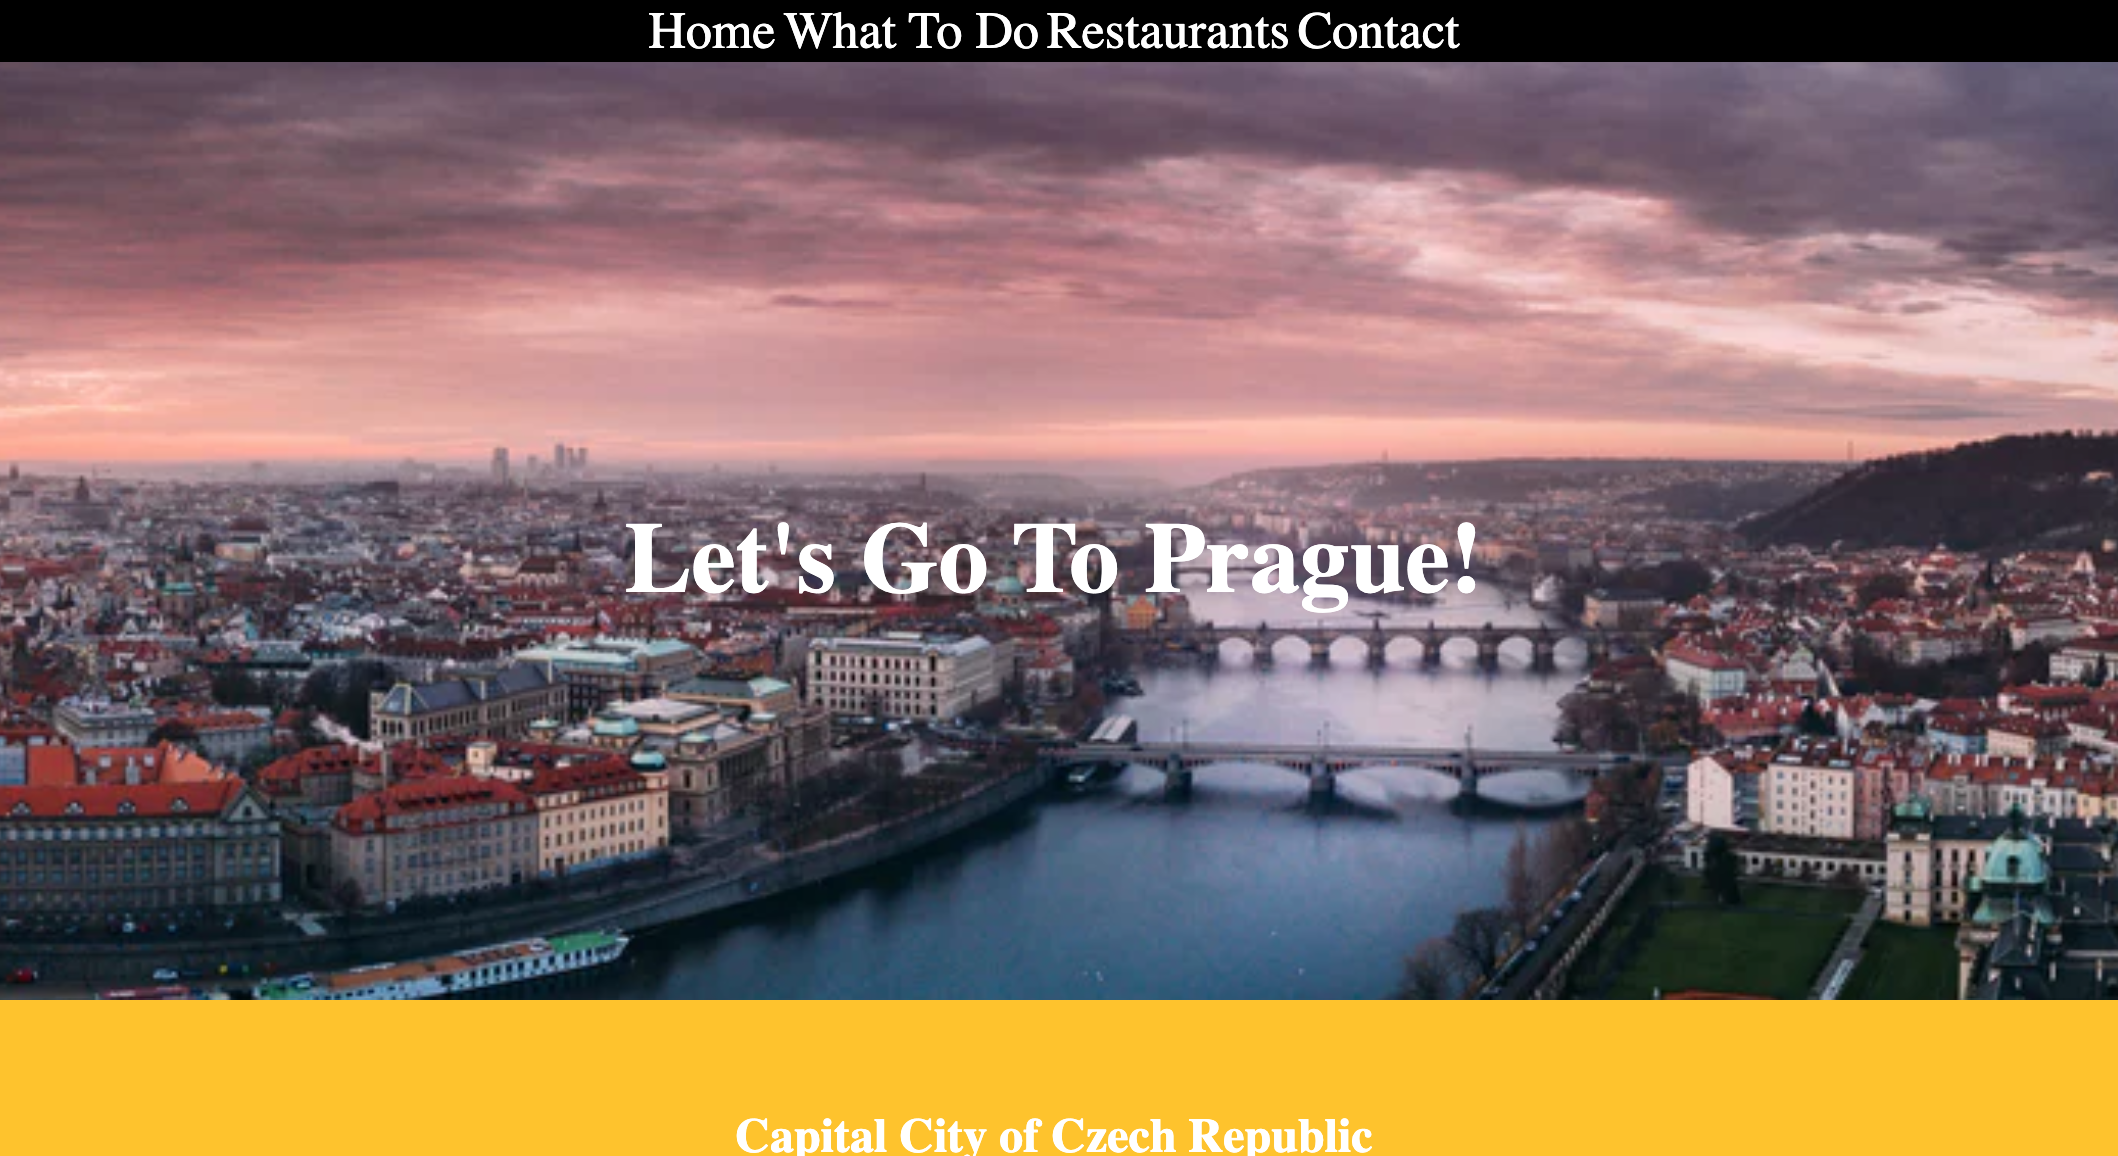 Home What To Do Restaurants Contact
Let's Go To Prague!
Capital City of Czech Republic